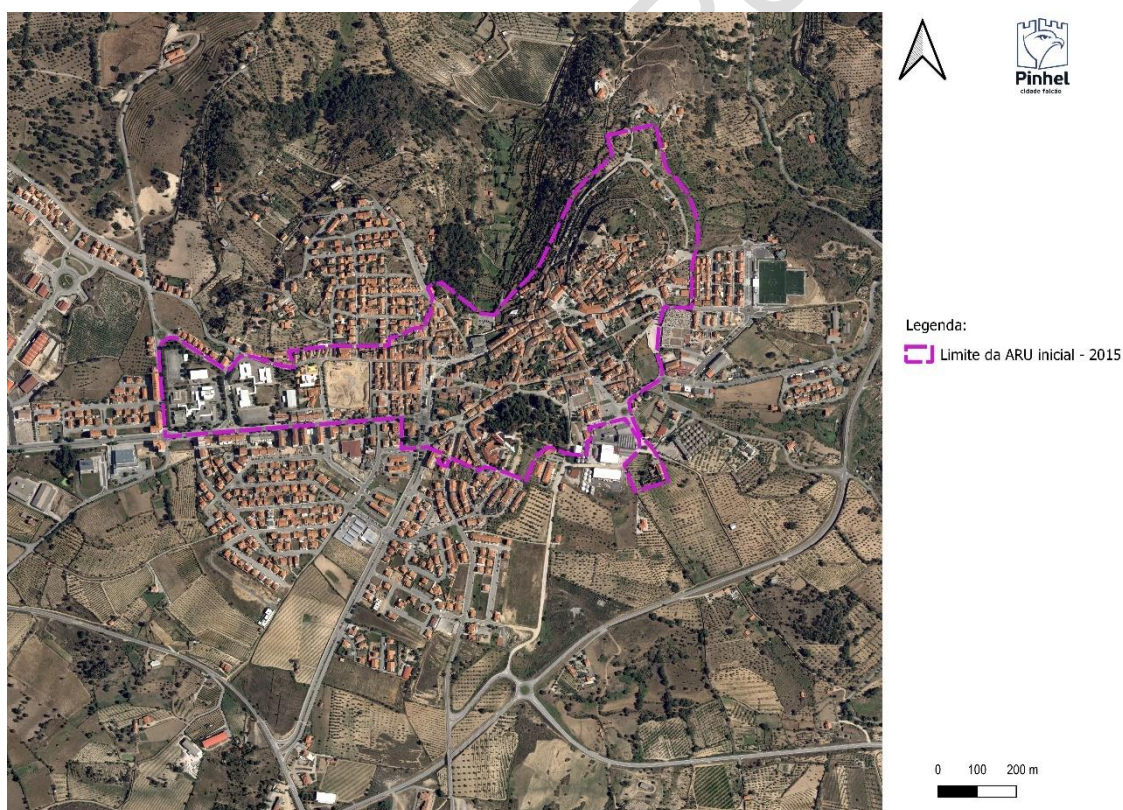 Pinhel
cidade falcão
Legenda:
Limite da ARU inicial - 2015
0 100 200 m